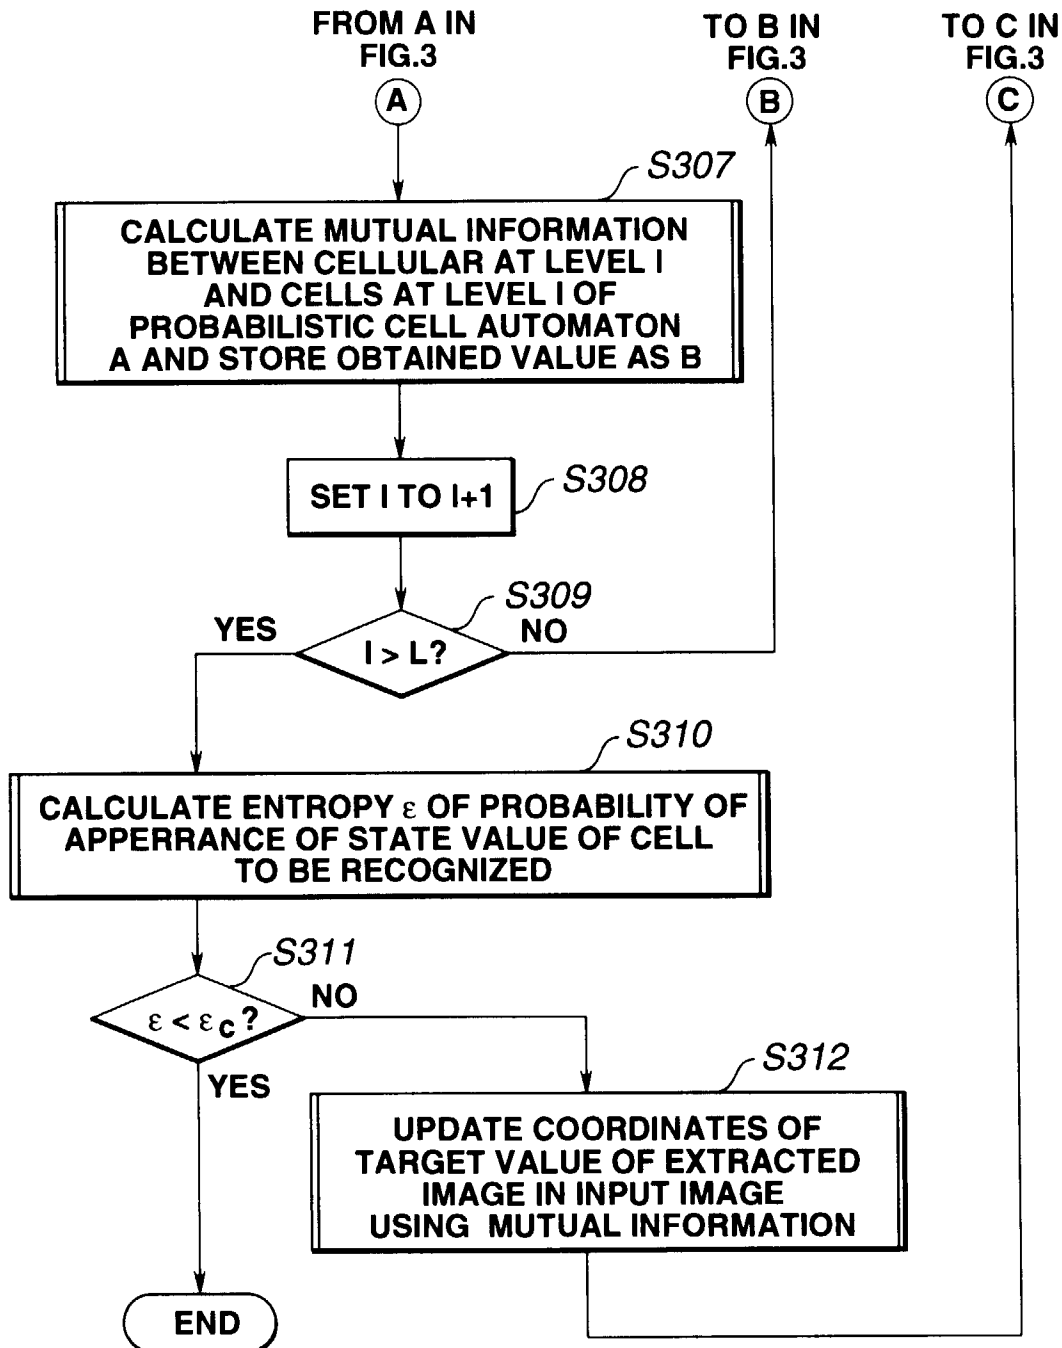 FROM A IN
FIG.3
A
TO B IN
FIG.3
B
TO C IN
FIG.3
C
S307
CALCULATE MUTUAL INFORMATION
BETWEEN CELLULAR AT LEVEL I
AND CELLS AT LEVEL I OF
PROBABILISTIC CELL AUTOMATON
A AND STORE OBTAINED VALUE AS B
S308
SET I TO I+1
S309
YES
I > L?
NO
S310
CALCULATE ENTROPY ε OF PROBABILITY OF
APPERRANCE OF STATE VALUE OF CELL
TO BE RECOGNIZED
S311
ε < εc ?
NO
YES
S312
UPDATE COORDINATES OF
TARGET VALUE OF EXTRACTED
IMAGE IN INPUT IMAGE
USING MUTUAL INFORMATION
END